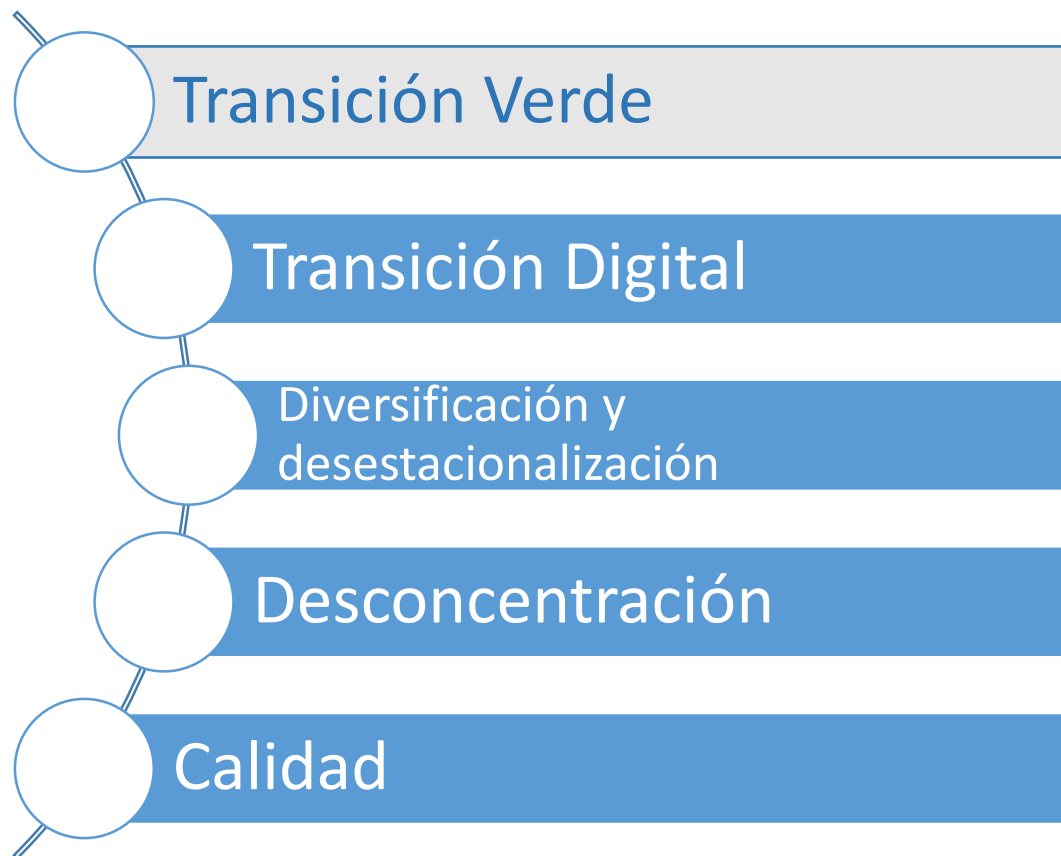 Transición Verde
Transición Digital
Diversificación y
desestacionalización
Desconcentración
Calidad